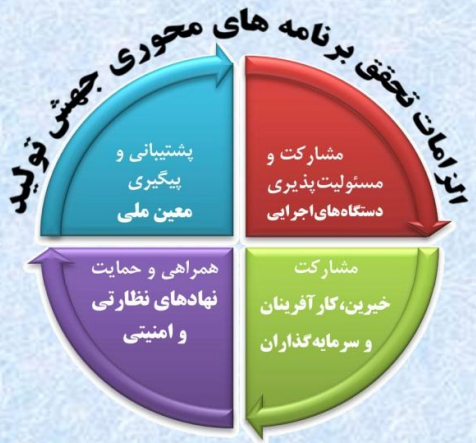 الزامات تحقق برنامه های محوری جهش تولید
مشارکت و
مسئولیت‌پذیری
دستگاه‌های‌اجرایی
مشارکت
خیرین،کارآفرینان
و سرمایه‌گذاران
همراهی و حمایت
نهادهای نظارتی
و امنیتی
پشتیبانی و
پیگیری
معین ملی